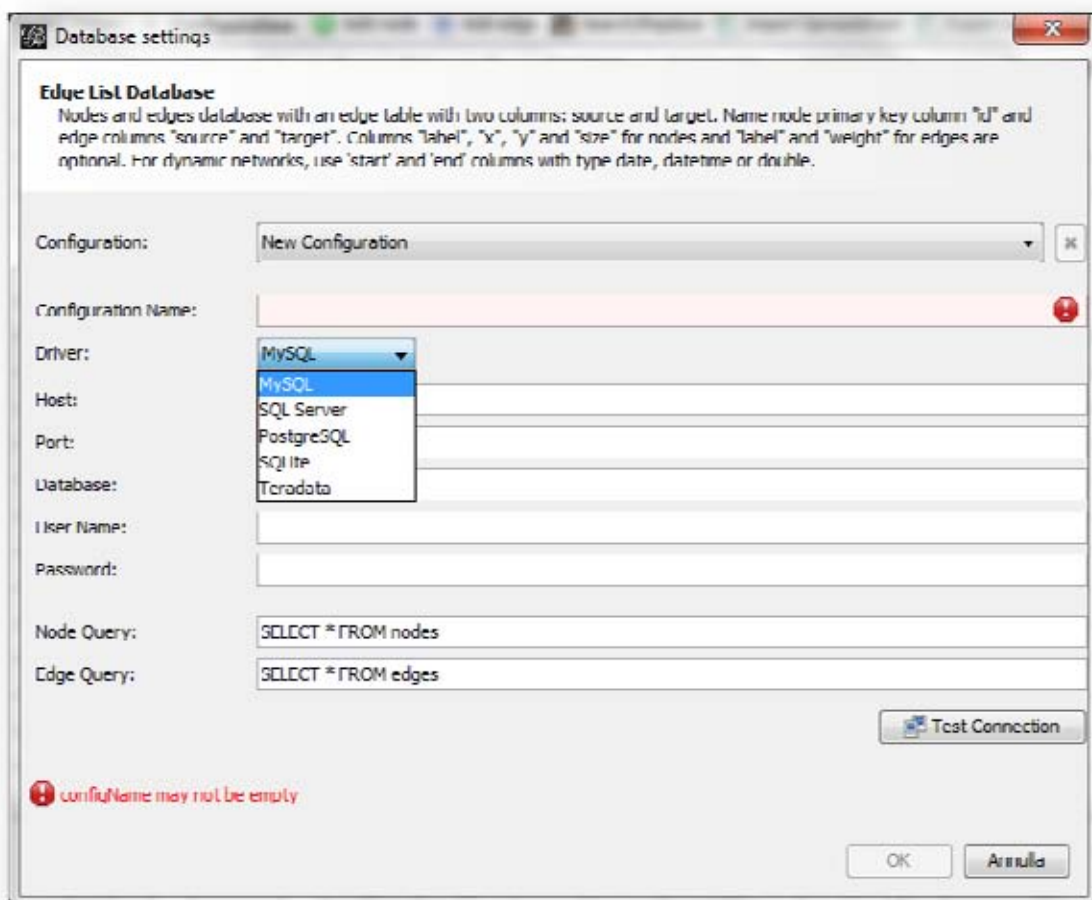 Database settings
Edge List Database
Nodes and edges database with an edge table with two columns: source and target. Name node primary key column "id" and
edge columns "source" and "target". Columns "label", "x", "y" and "size" for nodes and "label" and "weight" for edges are
optional. For dynamic networks, use 'start' and 'end' columns with type date, datetime or double.
Configuration:
New Configuration
Configuration Name:
Driver:
MySQL
MySQL
SQL Server
PostgreSQL
SQLite
Teradata
Host:
Port:
Database:
User Name:
Password:
Node Query:
SELECT * FROM nodes
Edge Query:
SELECT * FROM edges
Test Connection
configName may not be empty
OK
Annulla